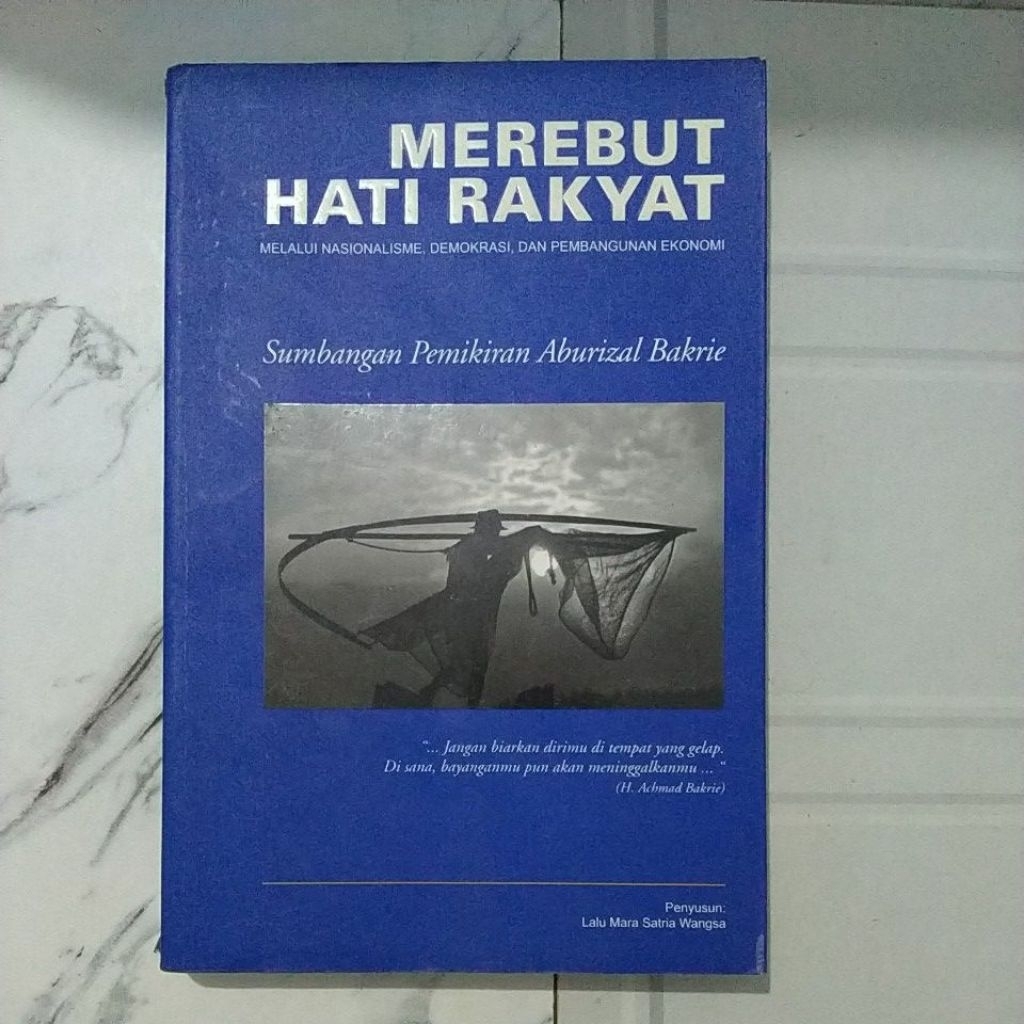 MEREBUT
HATI RAKYAT
MELALUI NASIONALISME, DEMOKRASI, DAN PEMBANGUNAN EKONOMI
Sumbangan Pemikiran Aburizal Bakrie
"... Jangan biarkan dirimu di tempat yang gelap.
Di sana, bayanganmu pun akan meninggalkanmu ... "
(H. Achmad Bakrie)
Penyusun:
Lalu Mara Satria Wangsa